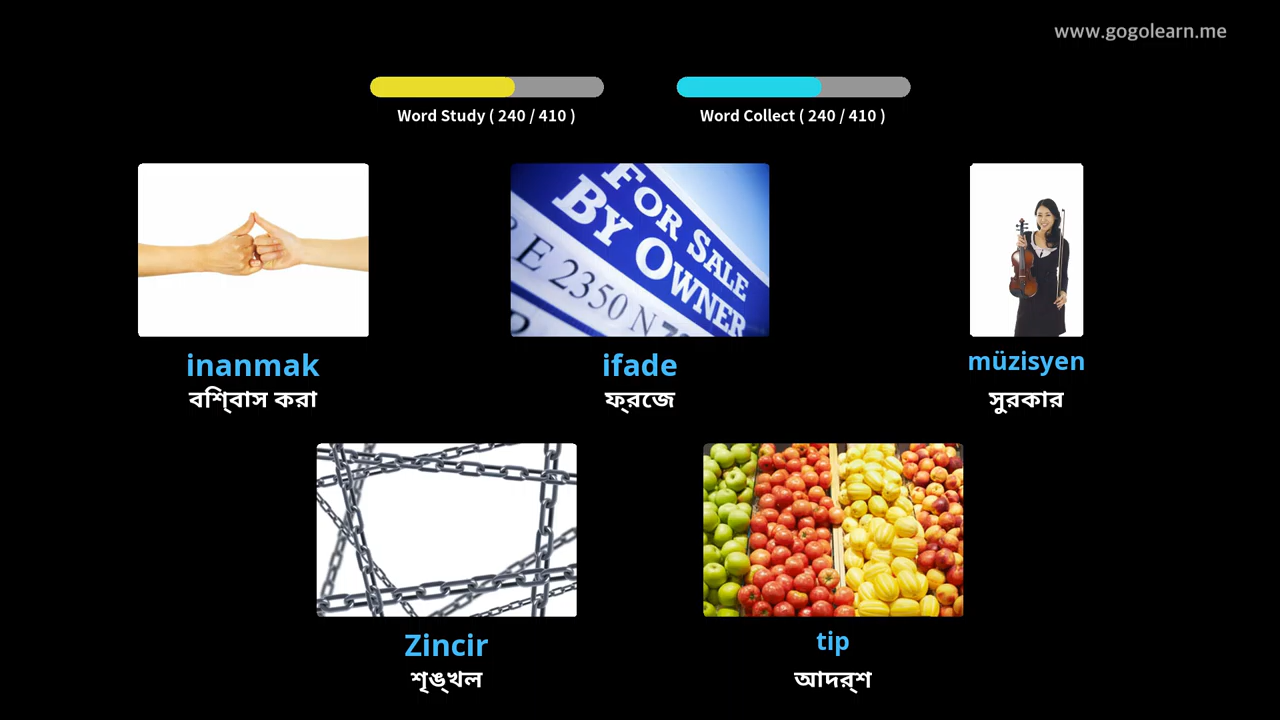 www.gogolearn.me
Word Study ( 240 / 410 )
Word Collect ( 240 / 410 )
FOR SALE
BY OWNER
E 2350 N
inanmak
ifade
müzisyen
বিশ্বাস করা
ফ্রেজ
সুরকার
Zincir
tip
শৃঙ্খল
আদর্শ